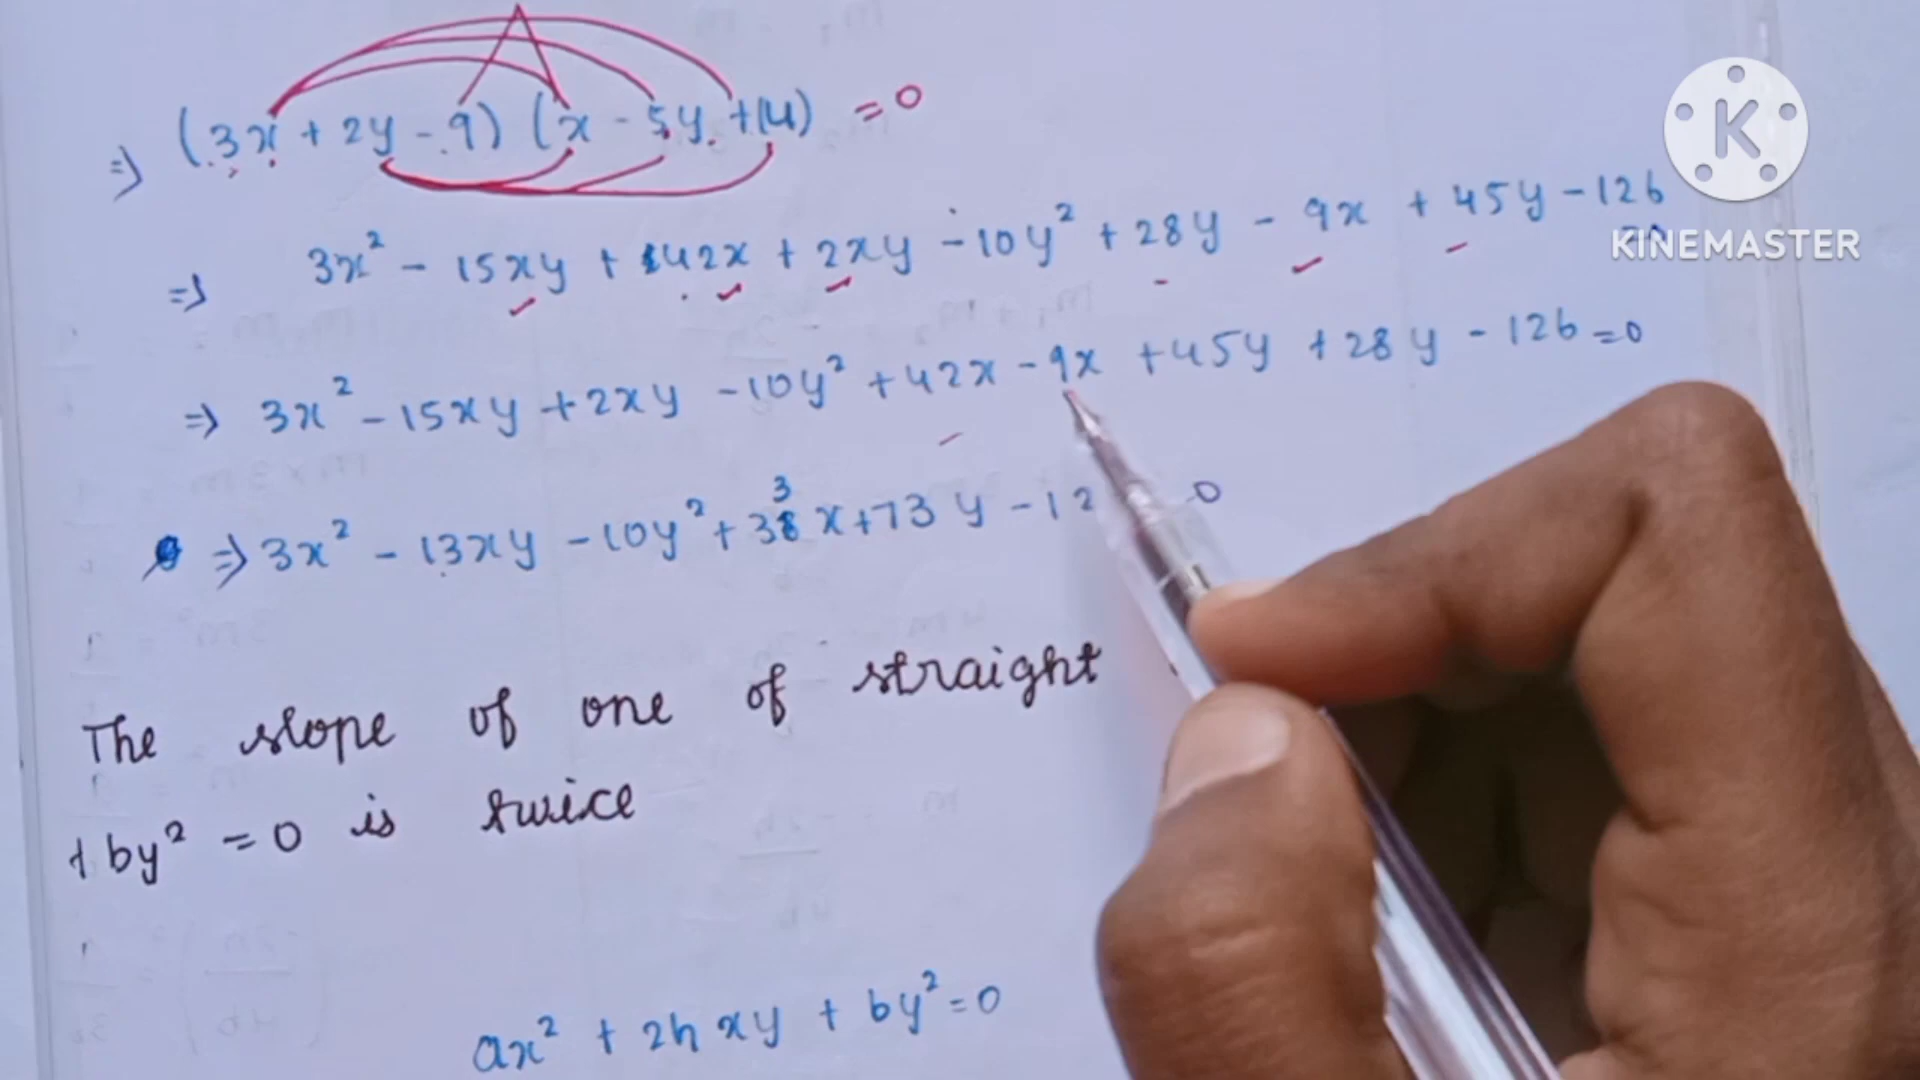 ⇒ (3x + 2y - 9) (x - 5y + 14) = 0
⇒ 3x² - 15xy + 42x + 2xy - 10y² + 28y - 9x + 45y - 126
KINEMASTER
⇒ 3x² - 15xy + 2xy - 10y² + 42x - 9x + 45y + 28y - 126 = 0
⇒ 3x² - 13xy - 10y² + 33x + 73y - 12 0
The slope of one of straight
+ by² = 0 is twice
ax² + 2hxy + by² = 0